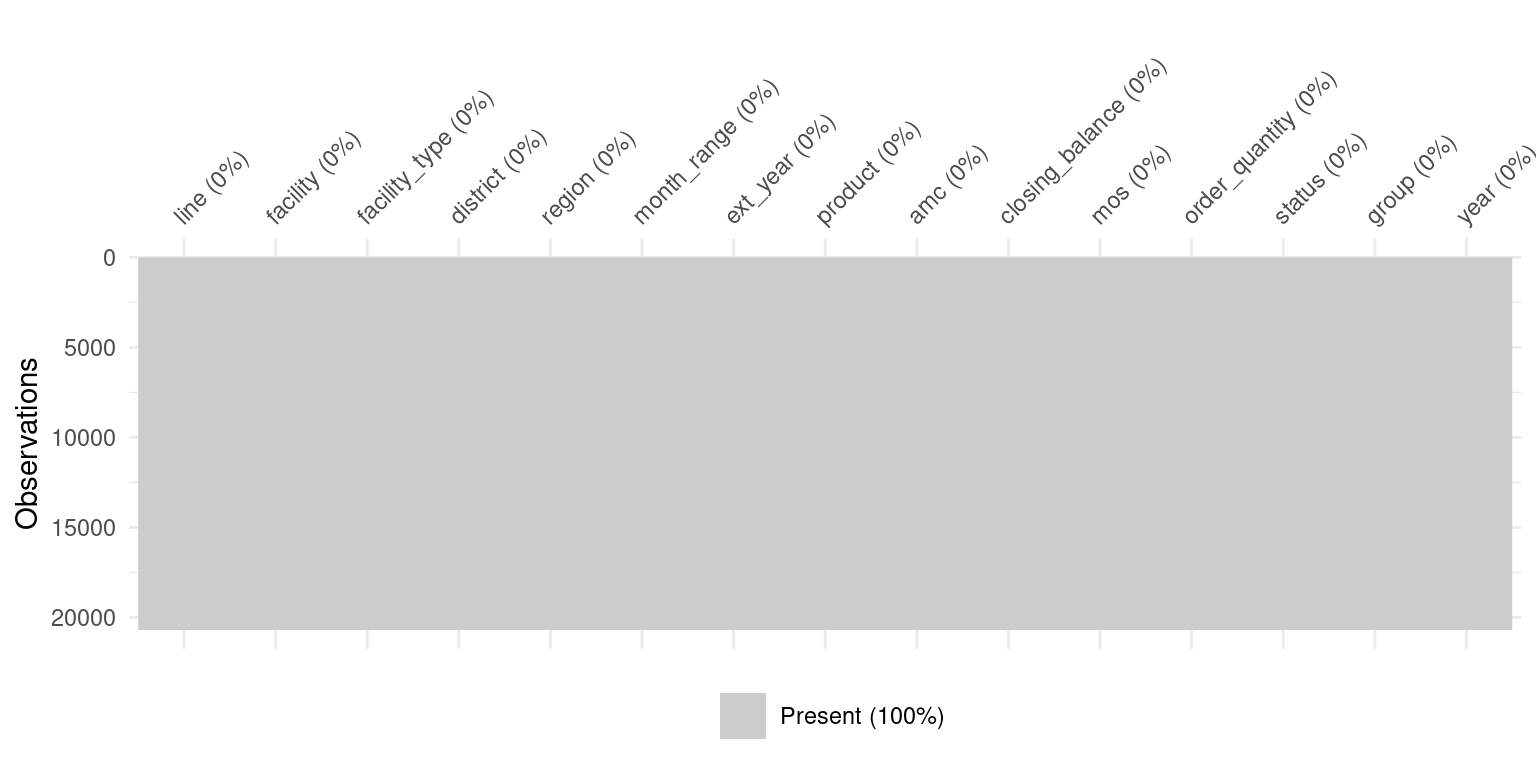 line (0%)
facility (0%)
facility_type (0%)
district (0%)
region (0%)
month_range (0%)
ext_year (0%)
product (0%)
amc (0%)
closing_balance (0%)
mos (0%)
order_quantity (0%)
status (0%)
group (0%)
year (0%)
0
5000
10000
15000
20000
Observations
Present (100%)